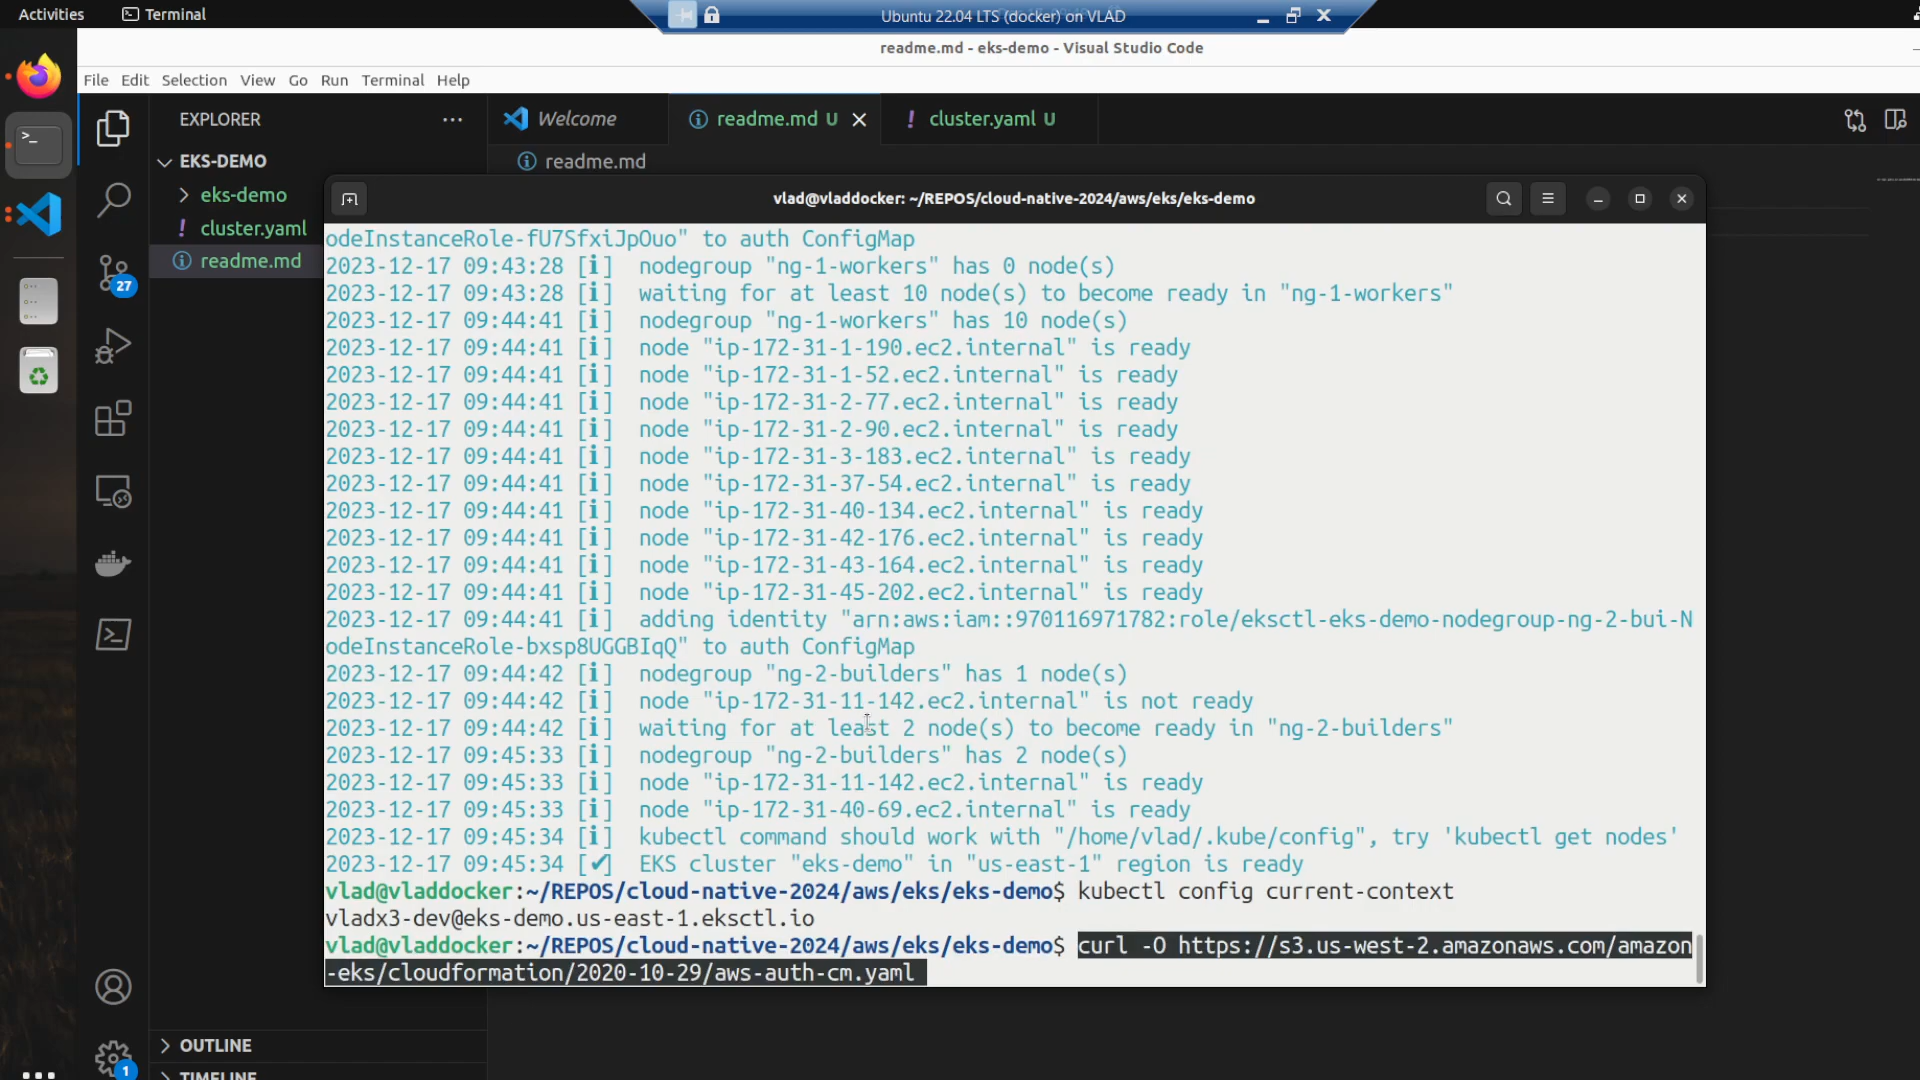 Activities
Terminal
Ubuntu 22.04 LTS (docker) on VLAD
readme.md - eks-demo - Visual Studio Code
File Edit Selection View Go Run Terminal Help
EXPLORER
Welcome
readme.md U
! cluster.yaml U
EKS-DEMO
readme.md
eks-demo
! cluster.yaml
readme.md
27
vlad@vladdocker: ~/REPOS/cloud-native-2024/aws/eks/eks-demo
odeInstanceRole-fU7SfxiJpOuo" to auth ConfigMap
2023-12-17 09:43:28 [ℹ]  nodegroup "ng-1-workers" has 0 node(s)
2023-12-17 09:43:28 [ℹ]  waiting for at least 10 node(s) to become ready in "ng-1-workers"
2023-12-17 09:44:41 [ℹ]  nodegroup "ng-1-workers" has 10 node(s)
2023-12-17 09:44:41 [ℹ]  node "ip-172-31-1-190.ec2.internal" is ready
2023-12-17 09:44:41 [ℹ]  node "ip-172-31-1-52.ec2.internal" is ready
2023-12-17 09:44:41 [ℹ]  node "ip-172-31-2-77.ec2.internal" is ready
2023-12-17 09:44:41 [ℹ]  node "ip-172-31-2-90.ec2.internal" is ready
2023-12-17 09:44:41 [ℹ]  node "ip-172-31-3-183.ec2.internal" is ready
2023-12-17 09:44:41 [ℹ]  node "ip-172-31-37-54.ec2.internal" is ready
2023-12-17 09:44:41 [ℹ]  node "ip-172-31-40-134.ec2.internal" is ready
2023-12-17 09:44:41 [ℹ]  node "ip-172-31-42-176.ec2.internal" is ready
2023-12-17 09:44:41 [ℹ]  node "ip-172-31-43-164.ec2.internal" is ready
2023-12-17 09:44:41 [ℹ]  node "ip-172-31-45-202.ec2.internal" is ready
2023-12-17 09:44:41 [ℹ]  adding identity "arn:aws:iam::970116971782:role/eksctl-eks-demo-nodegroup-ng-2-bui-N
odeInstanceRole-bxsp8UGGBIqQ" to auth ConfigMap
2023-12-17 09:44:42 [ℹ]  nodegroup "ng-2-builders" has 1 node(s)
2023-12-17 09:44:42 [ℹ]  node "ip-172-31-11-142.ec2.internal" is not ready
2023-12-17 09:44:42 [ℹ]  waiting for at least 2 node(s) to become ready in "ng-2-builders"
2023-12-17 09:45:33 [ℹ]  nodegroup "ng-2-builders" has 2 node(s)
2023-12-17 09:45:33 [ℹ]  node "ip-172-31-11-142.ec2.internal" is ready
2023-12-17 09:45:33 [ℹ]  node "ip-172-31-40-69.ec2.internal" is ready
2023-12-17 09:45:34 [ℹ]  kubectl command should work with "/home/vlad/.kube/config", try 'kubectl get nodes'
2023-12-17 09:45:34 [✔]  EKS cluster "eks-demo" in "us-east-1" region is ready
vlad@vladdocker:~/REPOS/cloud-native-2024/aws/eks/eks-demo$ kubectl config current-context
vladx3-dev@eks-demo.us-east-1.eksctl.io
vlad@vladdocker:~/REPOS/cloud-native-2024/aws/eks/eks-demo$ curl -O https://s3.us-west-2.amazonaws.com/amazon
-eks/cloudformation/2020-10-29/aws-auth-cm.yaml
OUTLINE
TIMELINE
1